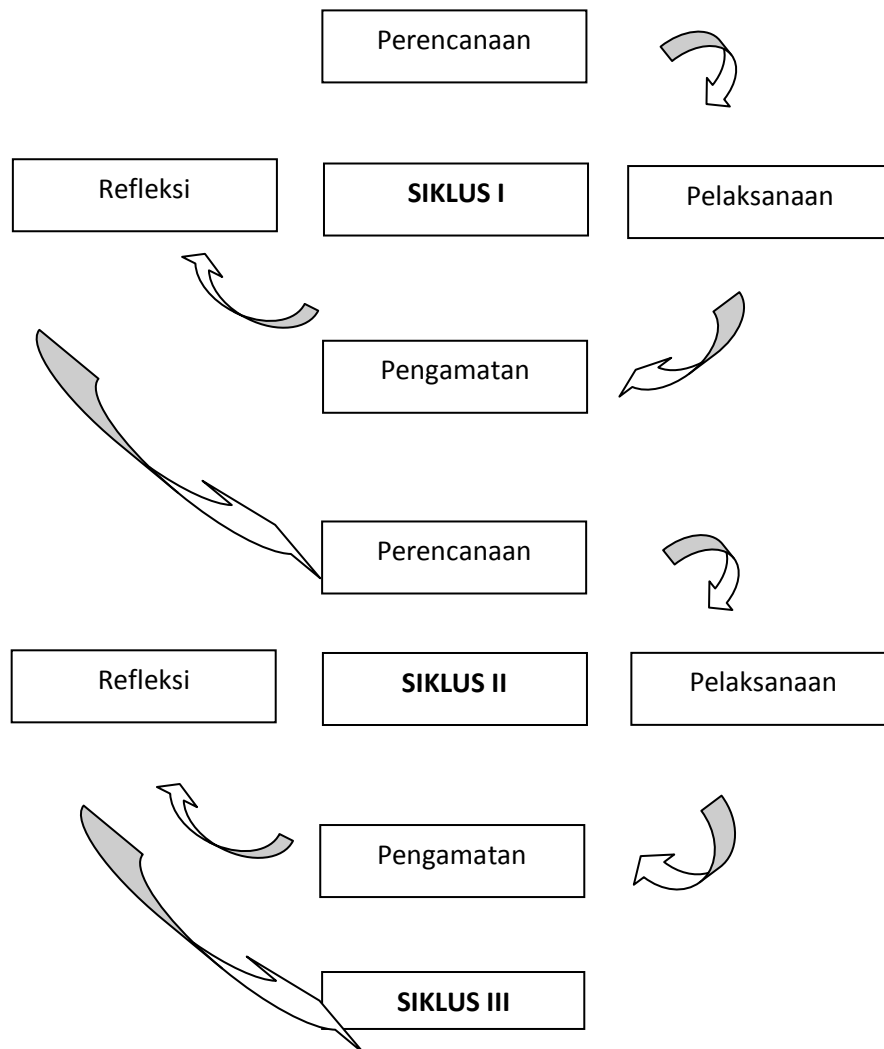 Perencanaan
Refleksi
SIKLUS I
Pelaksanaan
Pengamatan
Perencanaan
Refleksi
SIKLUS II
Pelaksanaan
Pengamatan
SIKLUS III